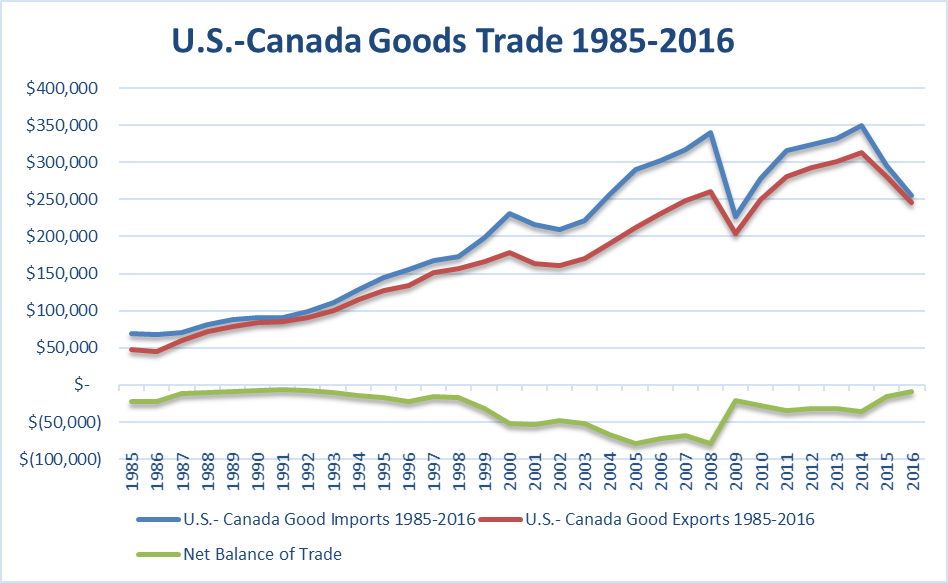 U.S.-Canada Goods Trade 1985-2016
$400,000
$350,000
$300,000
$250,000
$200,000
$150,000
$100,000
$50,000
$-
$(50,000)
$(100,000)
1985 1986 1987 1988 1989 1990 1991 1992 1993 1994 1995 1996 1997 1998 1999 2000 2001 2002 2003 2004 2005 2006 2007 2008 2009 2010 2011 2012 2013 2014 2015 2016
U.S.- Canada Good Imports 1985-2016 U.S.- Canada Good Exports 1985-2016
Net Balance of Trade